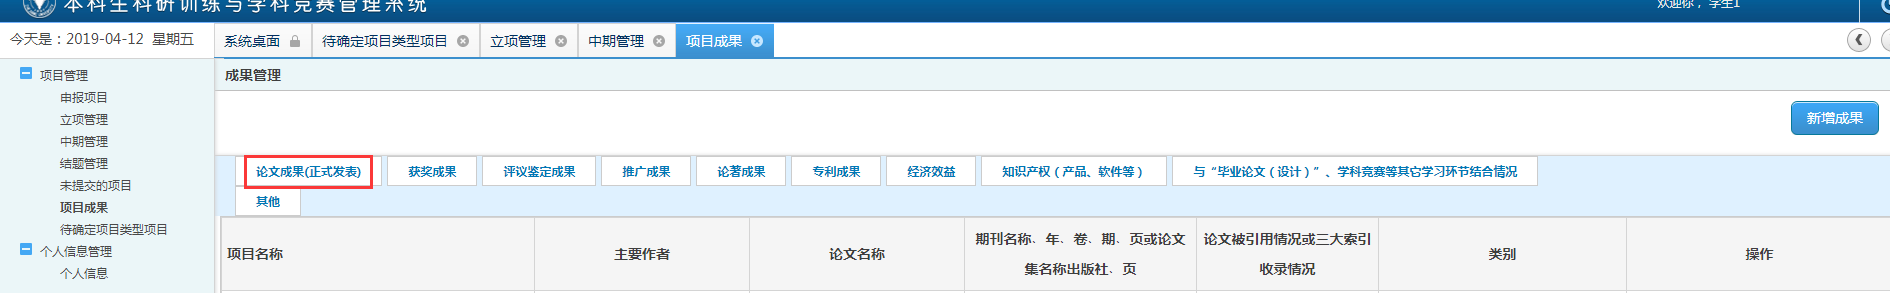 本科生科研训练与学科竞赛管理系统
欢迎你，学生1
今天是：2019-04-12 星期五
系统桌面 待确定项目类型项目 立项管理 中期管理 项目成果
项目管理
申报项目
立项管理
中期管理
结题管理
未提交的项目
项目成果
待确定项目类型项目
个人信息管理
个人信息
成果管理
新增成果
论文成果(正式发表) 获奖成果 评议鉴定成果 推广成果 论著成果 专利成果 经济效益 知识产权（产品、软件等） 与“毕业论文（设计）”、学科竞赛等其它学习环节结合情况
其他
项目名称 主要作者 论文名称 期刊名称、年、卷、期、页或论文集名称出版社、页 论文被引用情况或三大索引收录情况 类别 操作